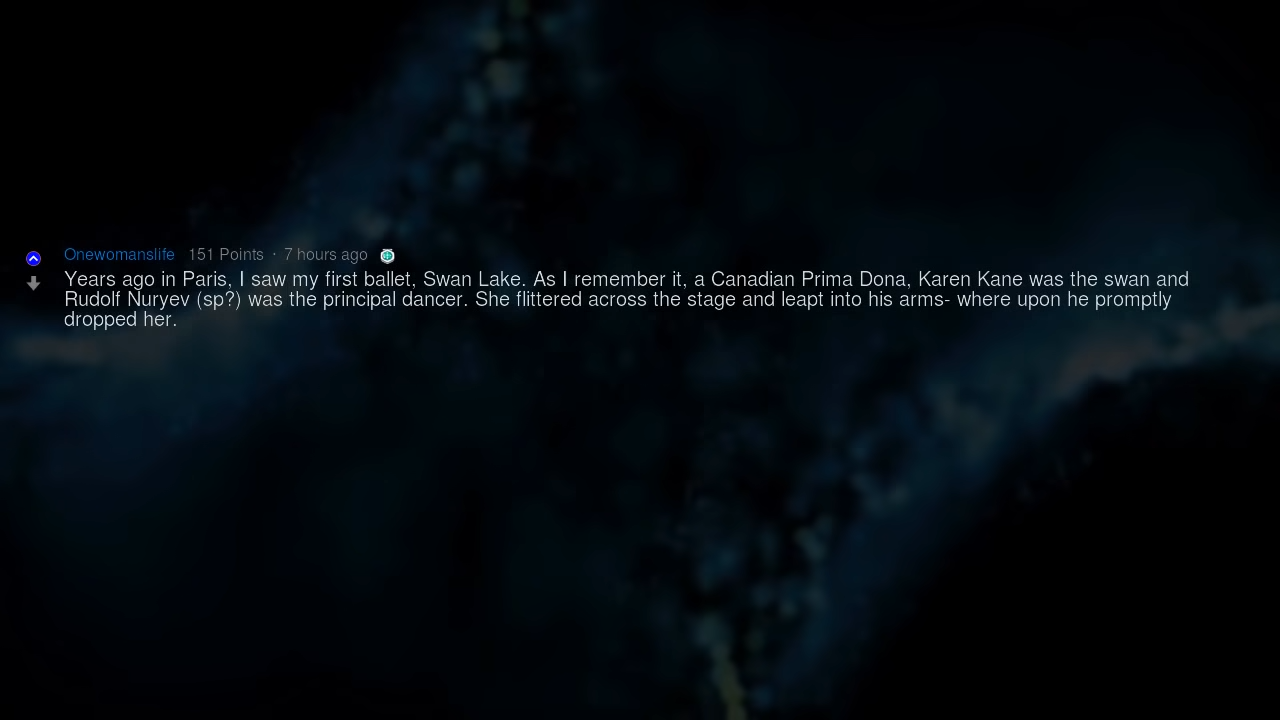 Onewomanslife 151 Points · 7 hours ago
Years ago in Paris, I saw my first ballet, Swan Lake. As I remember it, a Canadian Prima Dona, Karen Kane was the swan and
Rudolf Nuryev (sp?) was the principal dancer. She flittered across the stage and leapt into his arms- where upon he promptly
dropped her.